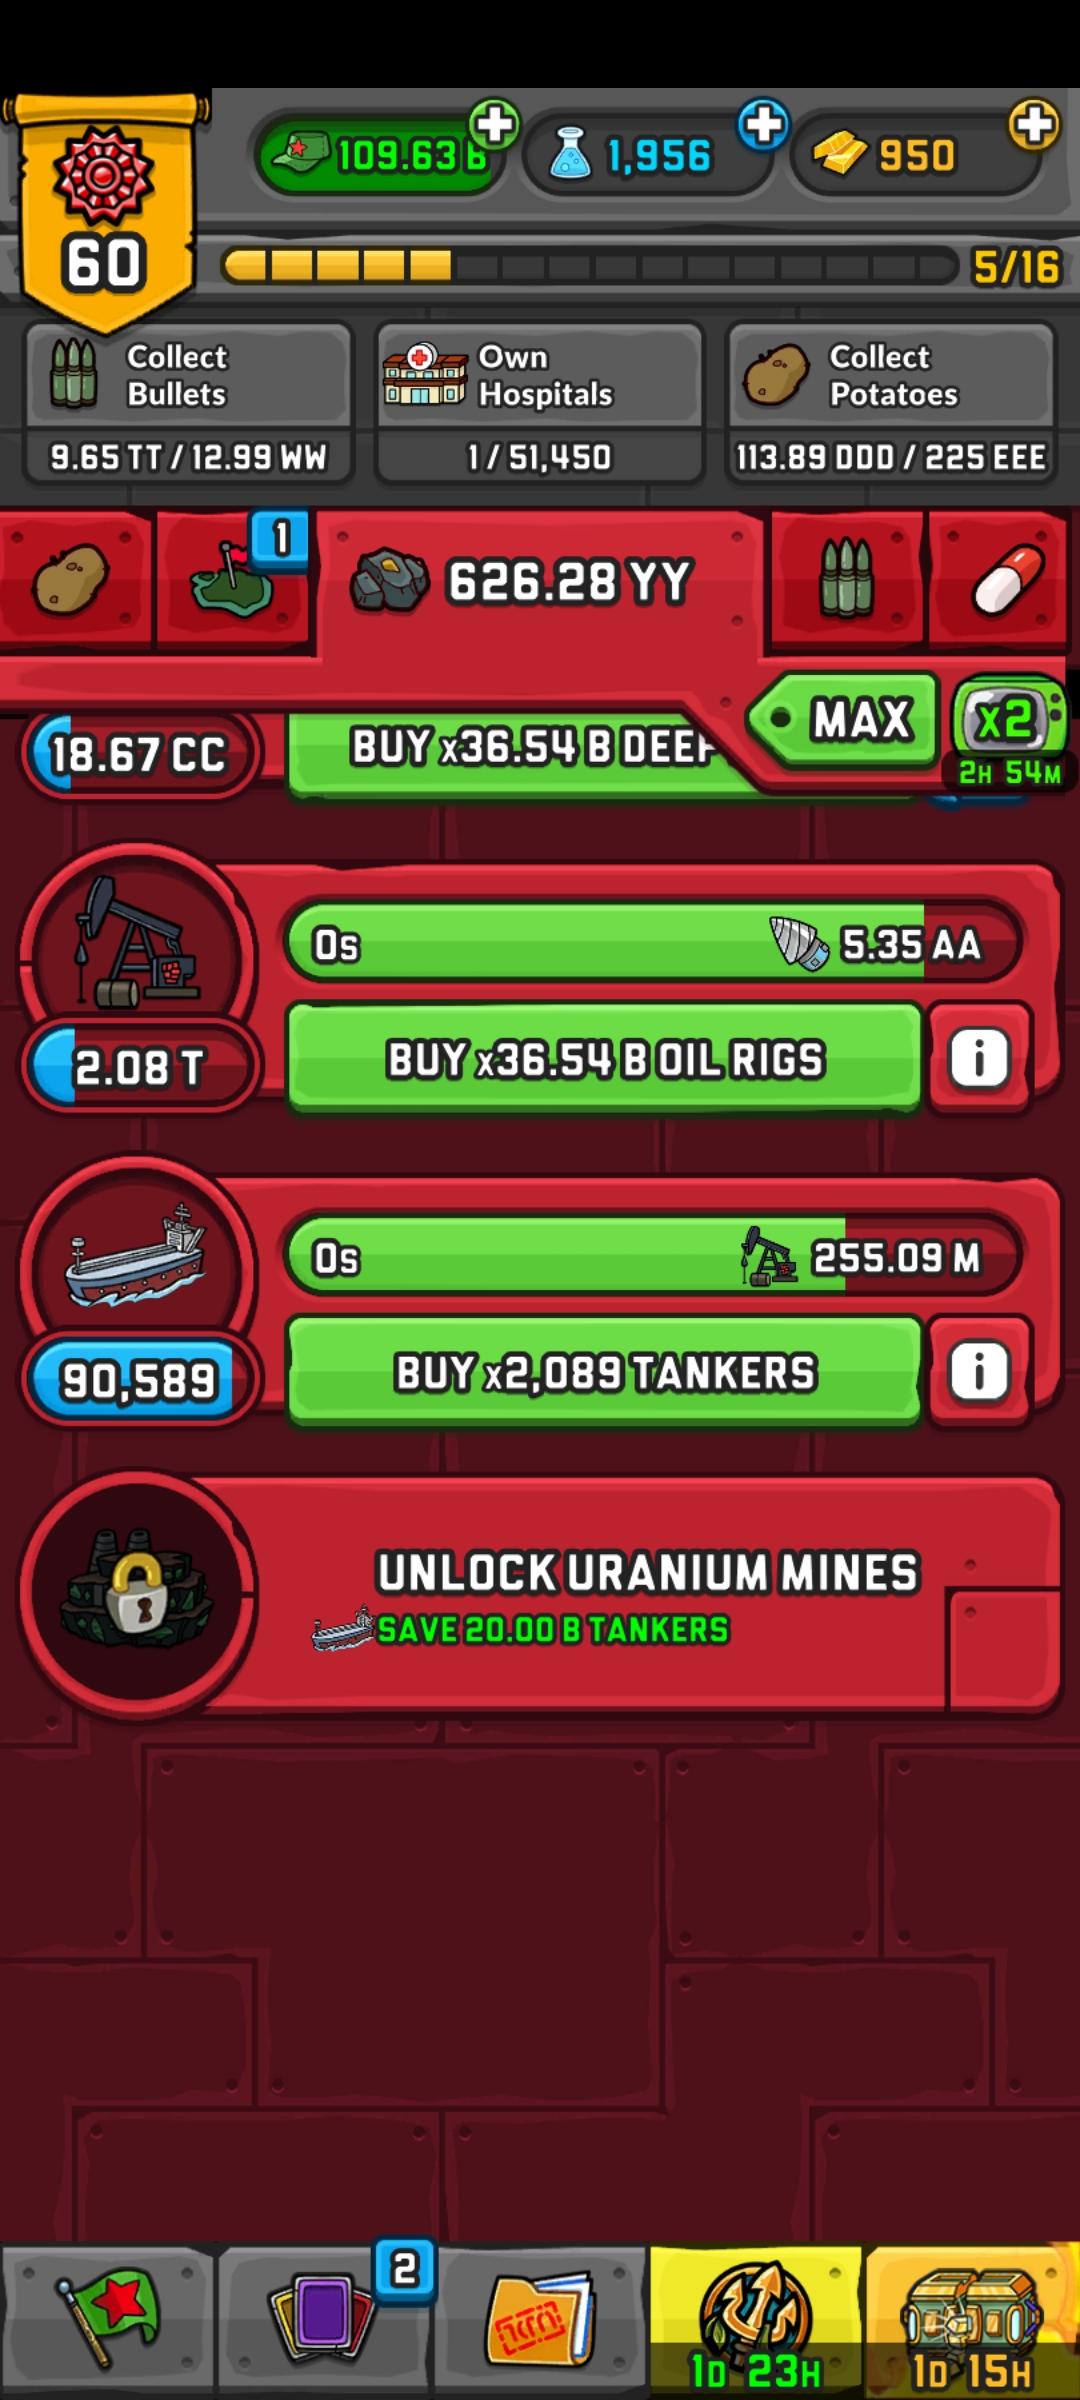 109.63 B
1,956
950
60
5/16
Collect
Bullets
9.65 TT / 12.99 WW
Own
Hospitals
1 / 51,450
Collect
Potatoes
113.89 DDD / 225 EEE
1
626.28 YY
MAX
x2
2H 54M
18.67 CC
BUY x36.54 B DEEP
0s
5.35 AA
2.08 T
BUY x36.54 B OIL RIGS
i
0s
255.09 M
90,589
BUY x2,089 TANKERS
i
UNLOCK URANIUM MINES
SAVE 20.00 B TANKERS
2
1D 23H
1D 15H